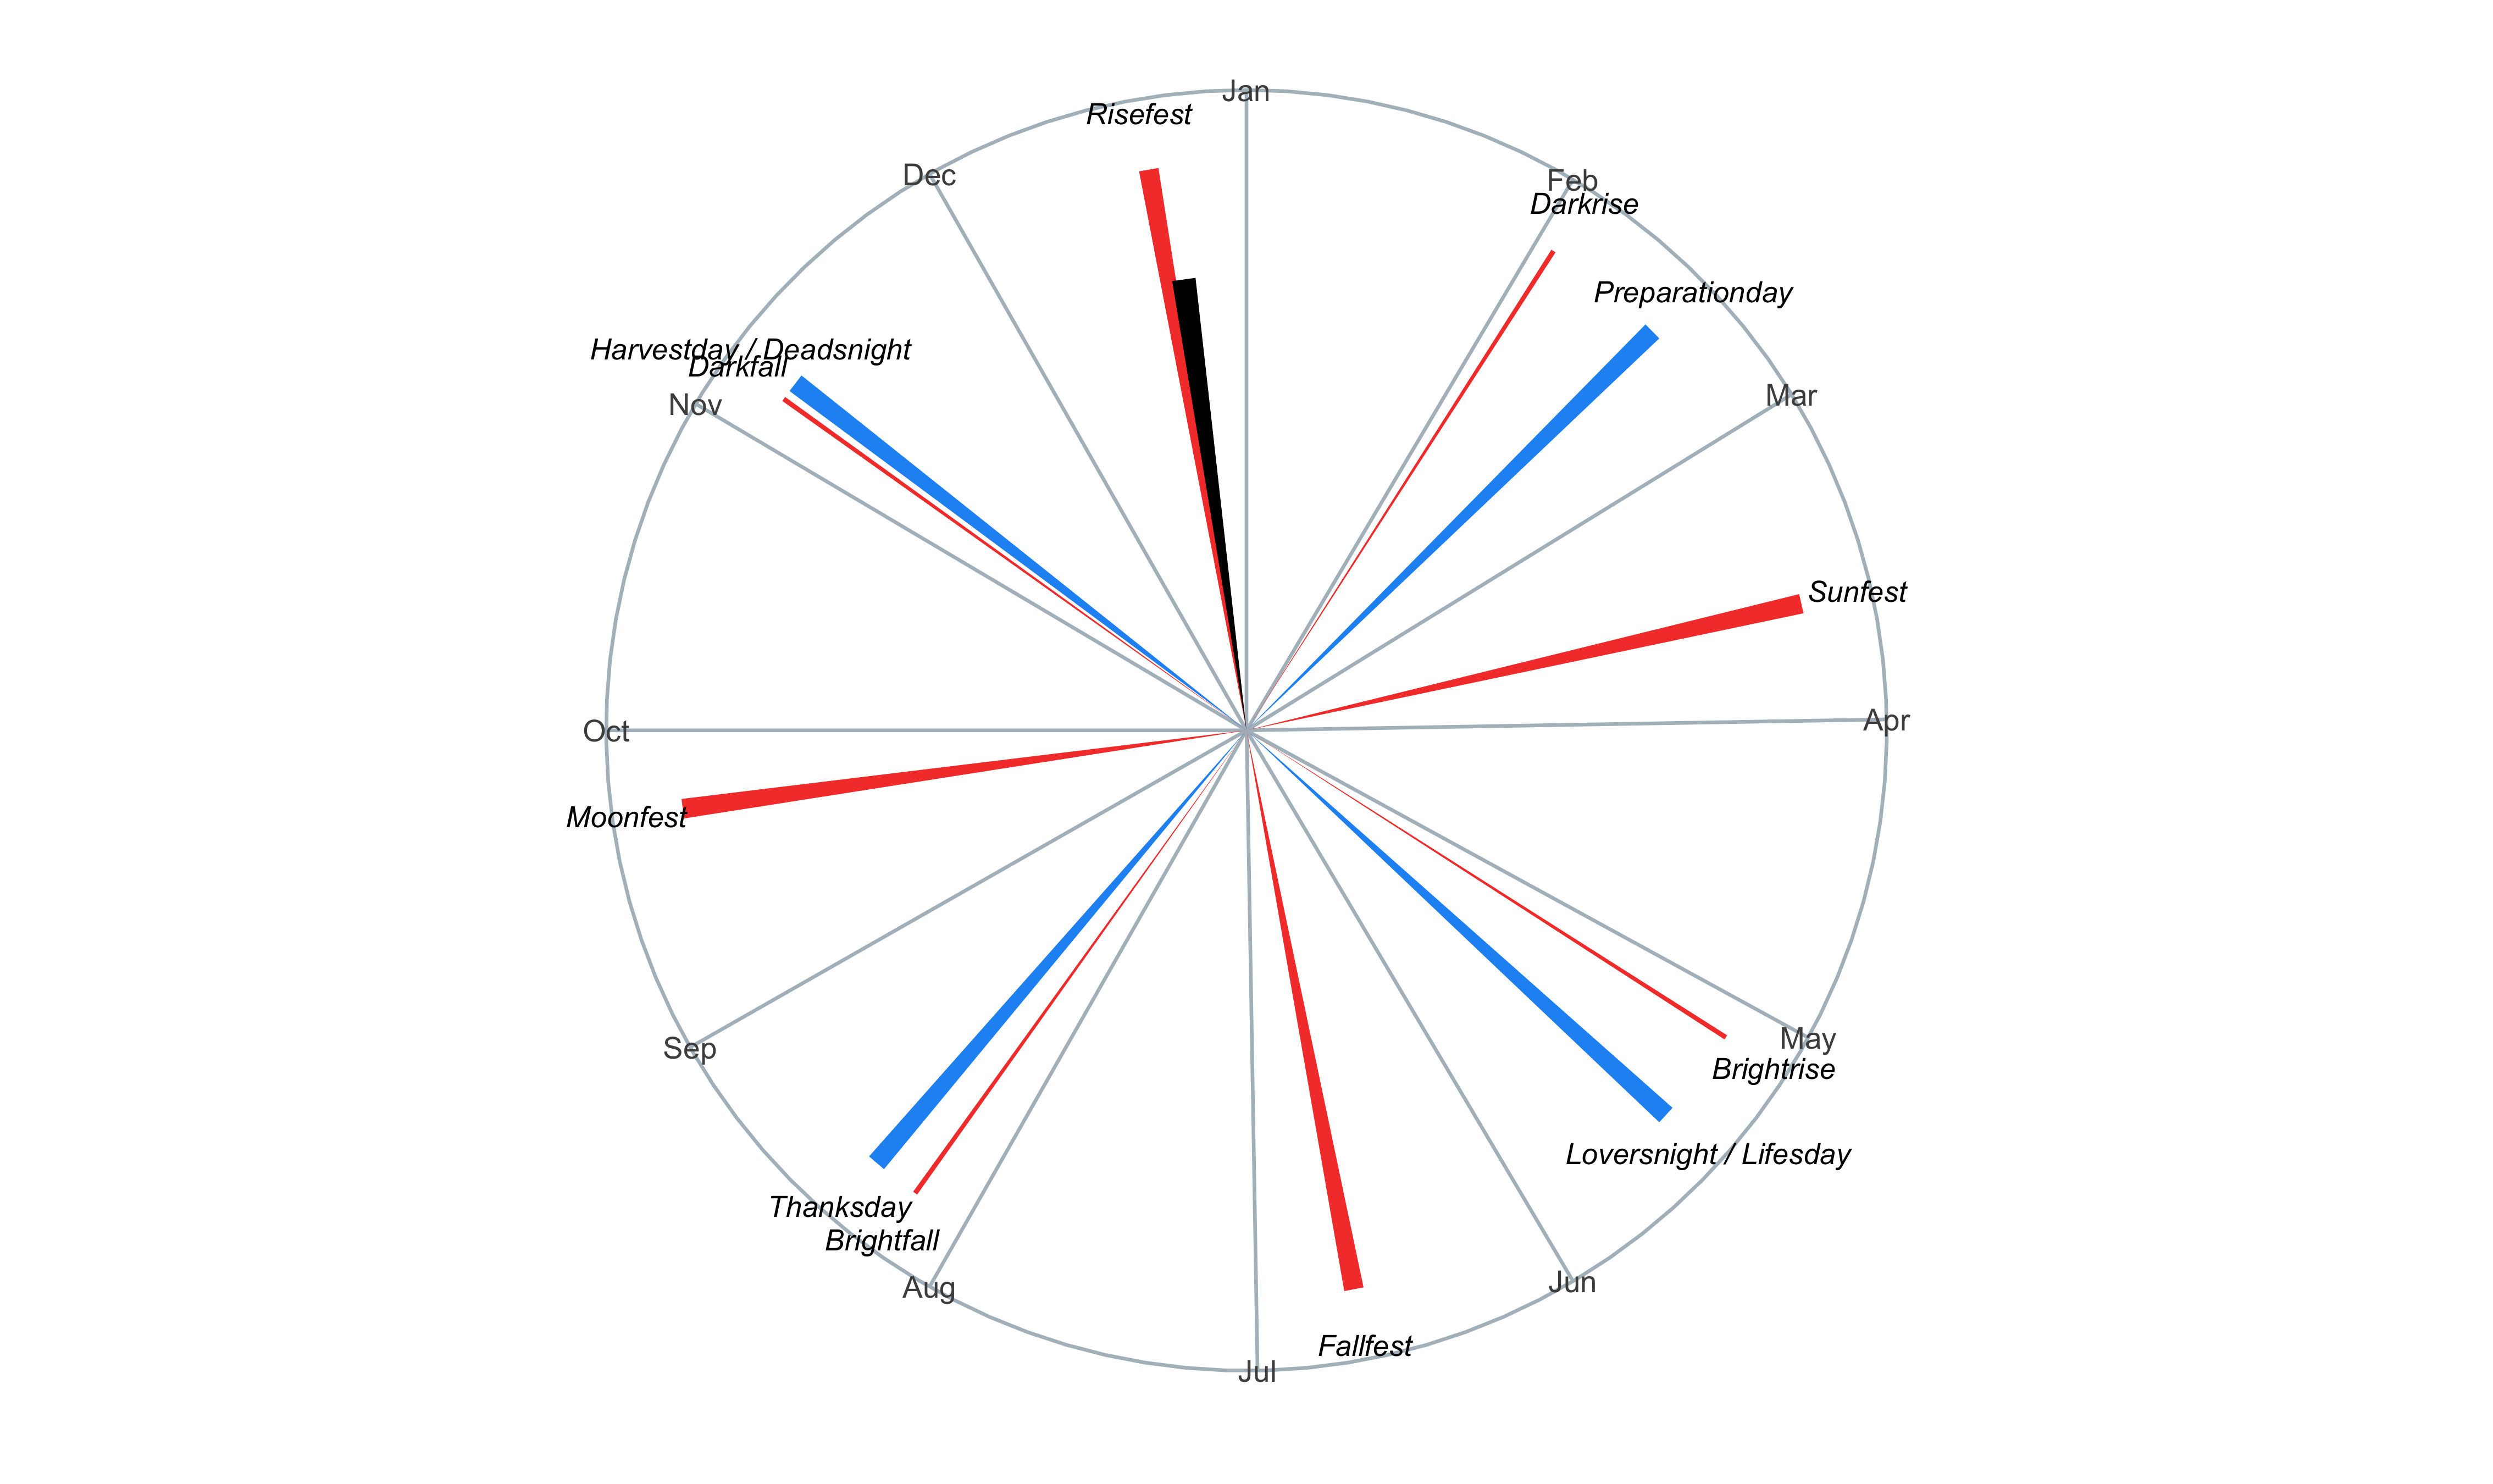 Jan
Risefest
Dec
Feb
Darkrise
Preparationday
Harvestday / Deadsnight
Darkfall
Nov
Mar
Sunfest
Oct
Apr
Moonfest
Sep
May
Brightrise
Loversnight / Lifesday
Thanksday
Brightfall
Aug
Jun
Fallfest
Jul